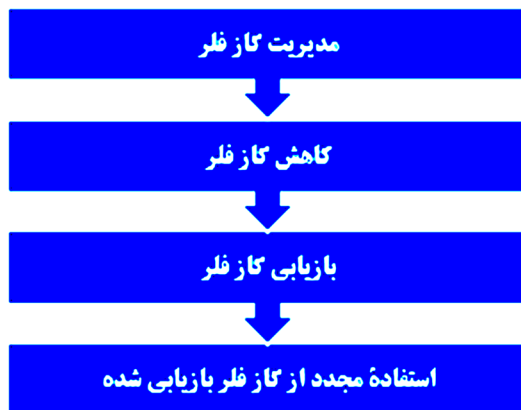 مدیریت گاز فلر
کاهش گاز فلر
بازیابی گاز فلر
استفادهٔ مجدد از گاز فلر بازیابی شده